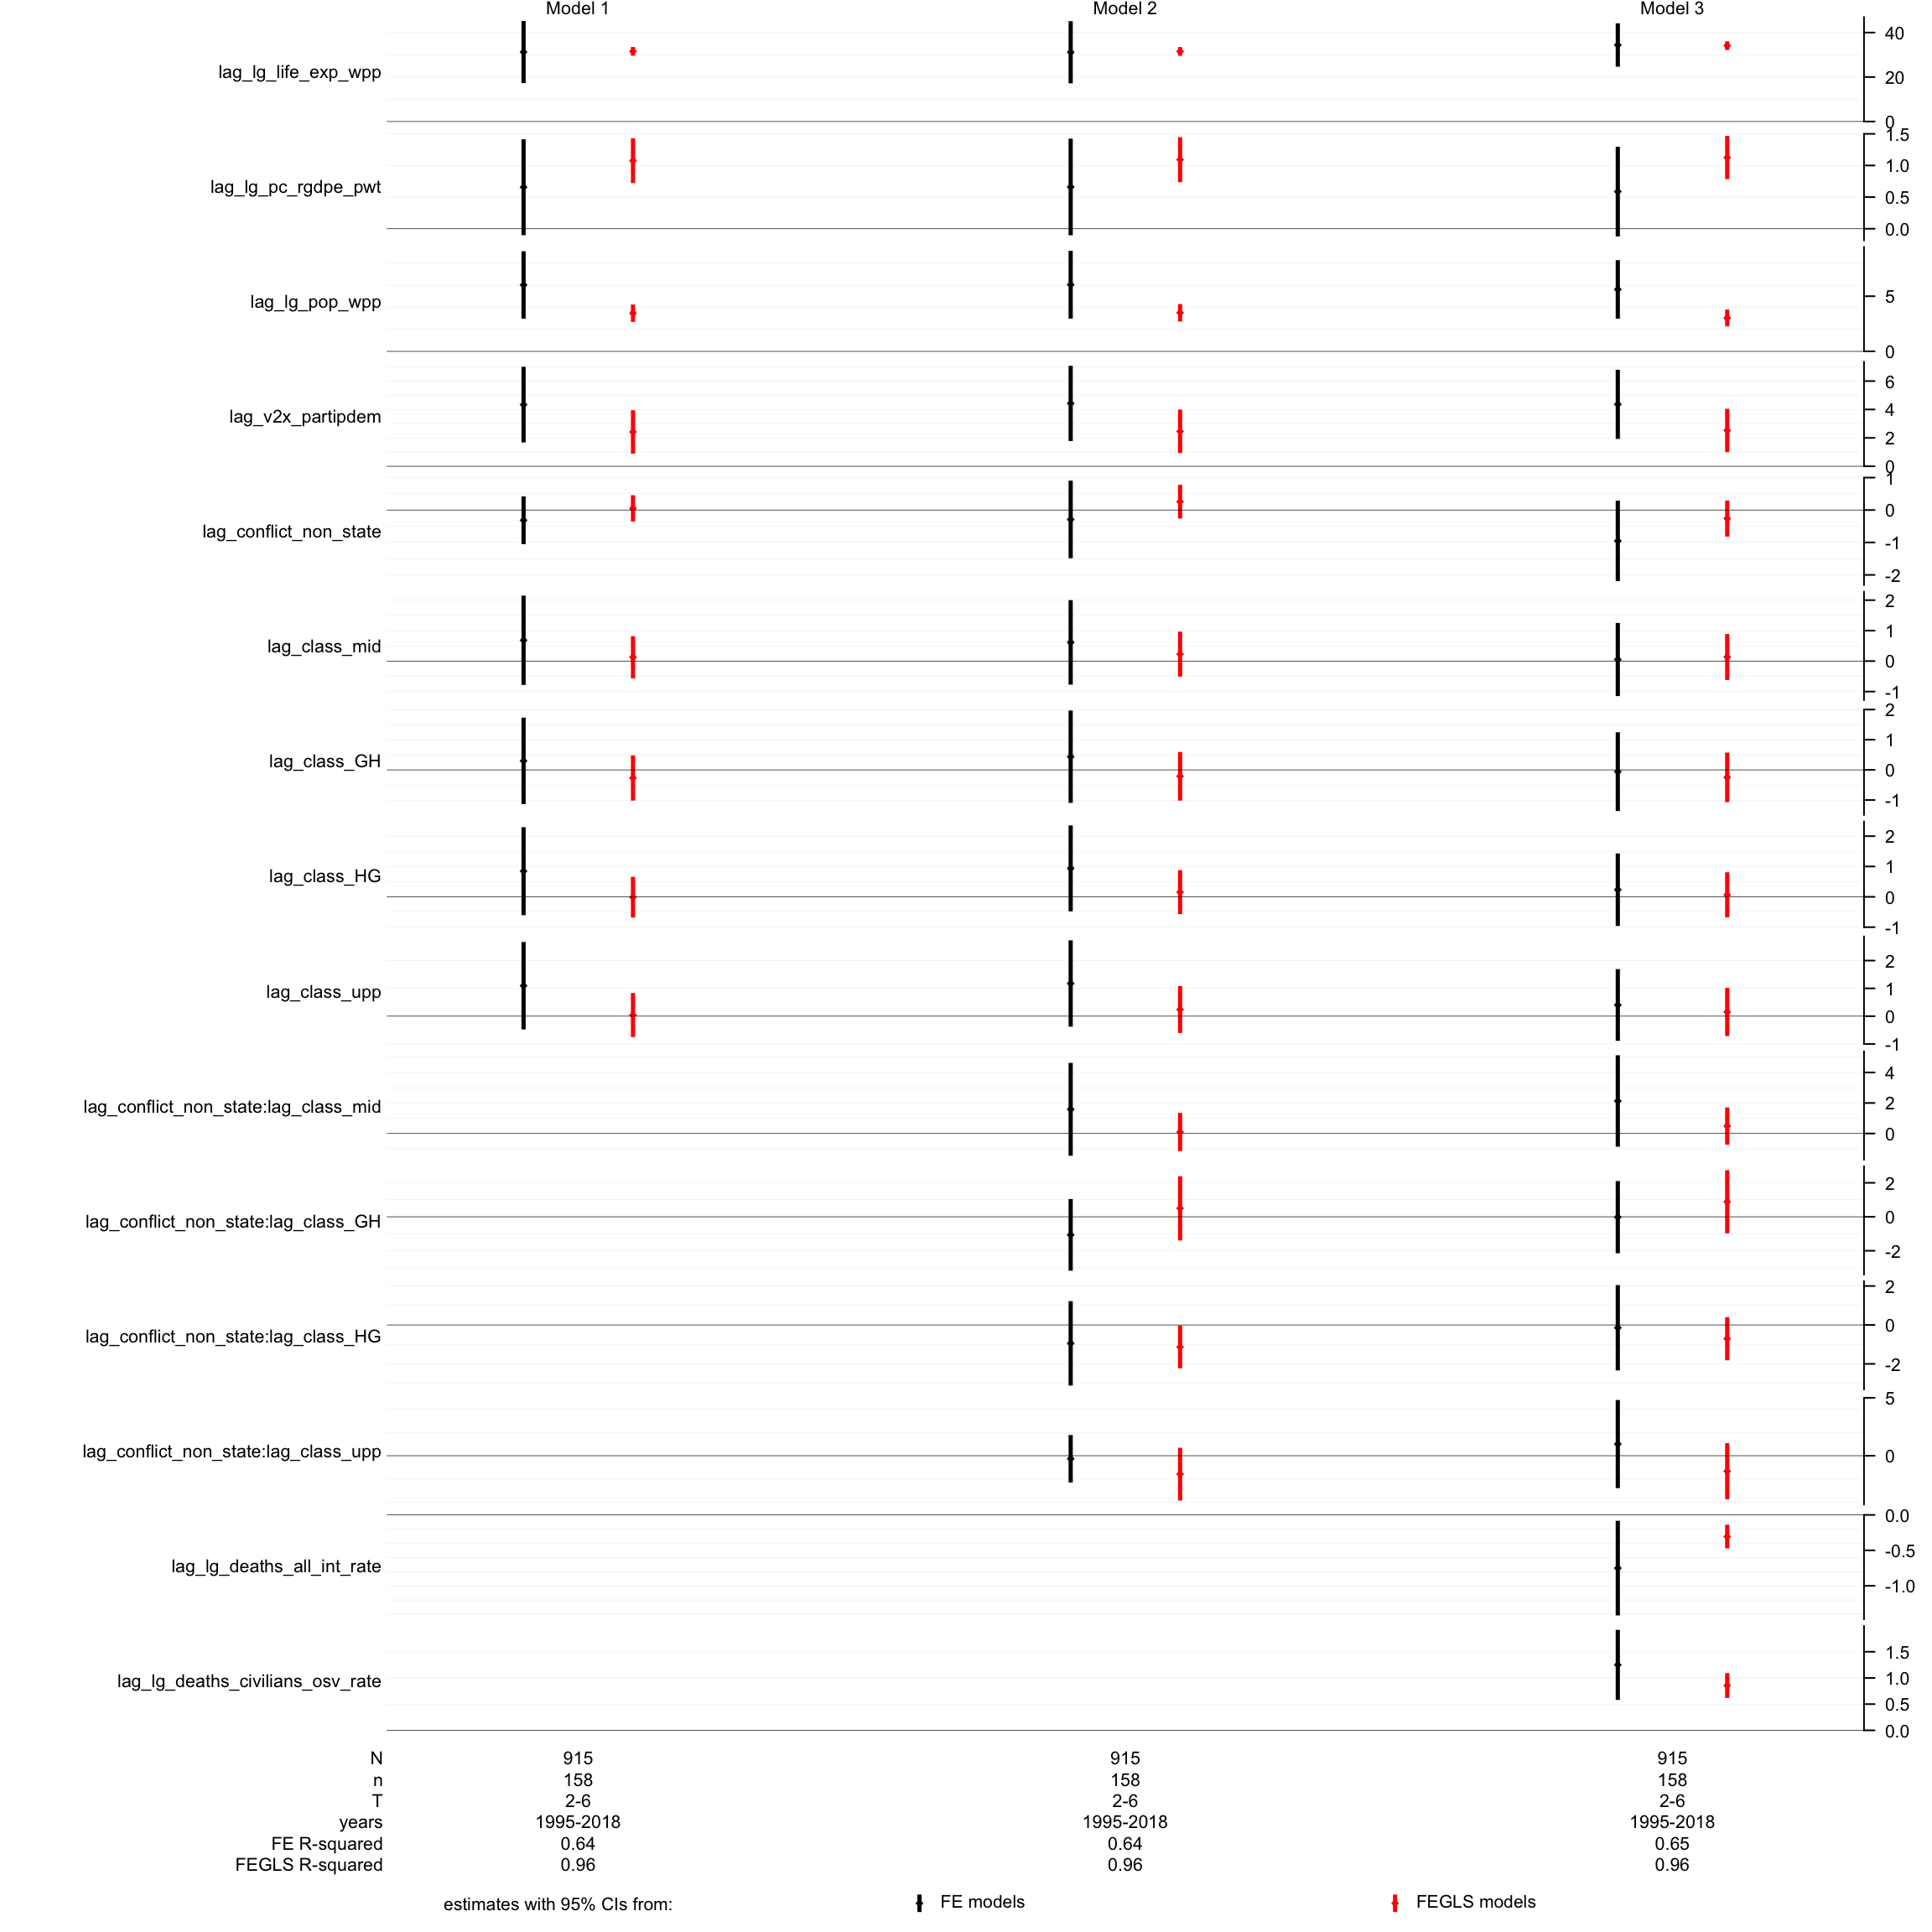 Model 1 Model 2 Model 3
lag_lg_life_exp_wpp
40
20
0
lag_lg_pc_rgdpe_pwt
1.5
1.0
0.5
0.0
lag_lg_pop_wpp
5
0
lag_v2x_partipdem
6
4
2
0
lag_conflict_non_state
1
0
-1
-2
lag_class_mid
2
1
0
-1
lag_class_GH
2
1
0
-1
lag_class_HG
2
1
0
-1
lag_class_upp
2
1
0
-1
lag_conflict_non_state:lag_class_mid
4
2
0
lag_conflict_non_state:lag_class_GH
2
0
-2
lag_conflict_non_state:lag_class_HG
2
0
-2
lag_conflict_non_state:lag_class_upp
5
0
lag_lg_deaths_all_int_rate
0.0
-0.5
-1.0
lag_lg_deaths_civilians_osv_rate
1.5
1.0
0.5
0.0
N 915 915 915
n 158 158 158
T 2-6 2-6 2-6
years 1995-2018 1995-2018 1995-2018
FE R-squared 0.64 0.64 0.65
FEGLS R-squared 0.96 0.96 0.96
estimates with 95% CIs from: FE models FEGLS models